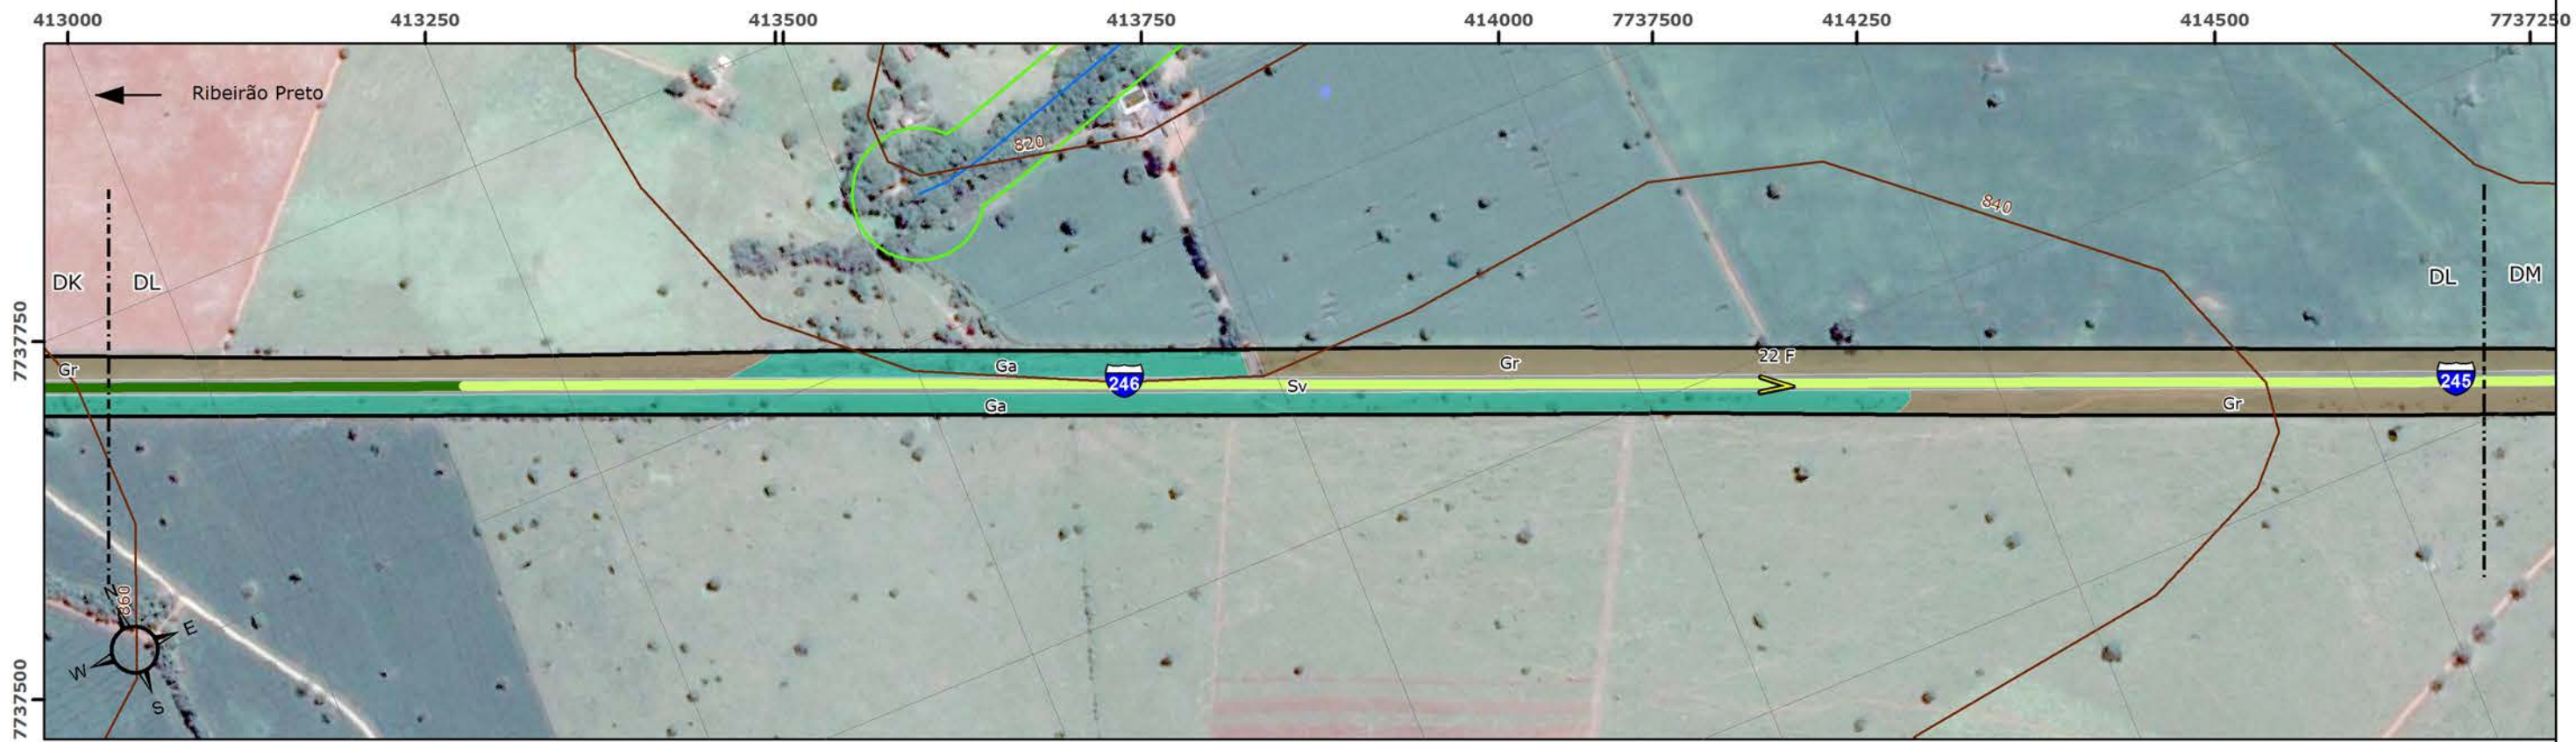 413000 413250 413500 413750 414000 7737500 414250 414500 7737250
Ribeirão Preto
820
840
DK DL DL DM
7737750
22 F
Gr Ga Gr
246 Sv 245
Ga Gr
860
N
E
W
S
7737500